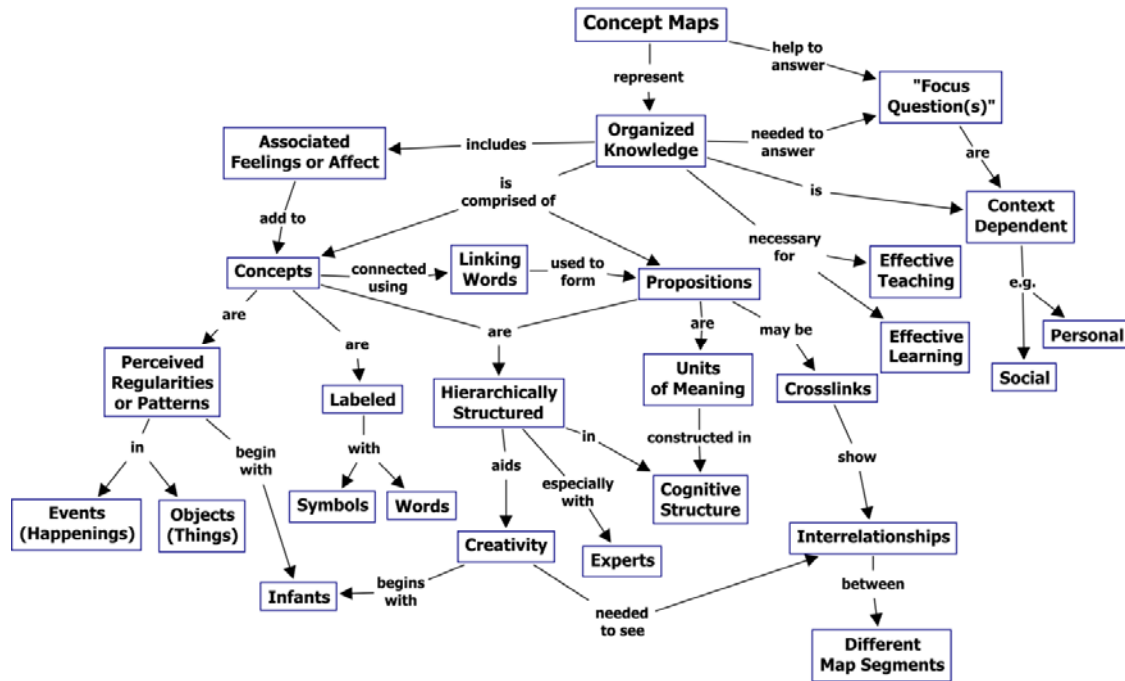 Concept Maps
help to
answer
represent
"Focus
Question(s)"
Associated
Feelings or Affect
includes
Organized
Knowledge
needed to
answer
are
is
comprised of
is
Context
Dependent
add to
necessary
for
Concepts
connected
using
Linking
Words
used to
form
Propositions
Effective
Teaching
e.g.
are
are
are
are
may be
Effective
Learning
Personal
Social
Perceived
Regularities
or Patterns
Labeled
Hierarchically
Structured
Units
of Meaning
Crosslinks
in
begin
with
with
aids
in
especially
with
constructed in
show
Events
(Happenings)
Objects
(Things)
Symbols
Words
Cognitive
Structure
Creativity
Experts
Interrelationships
Infants
begins
with
needed
to see
between
Different
Map Segments